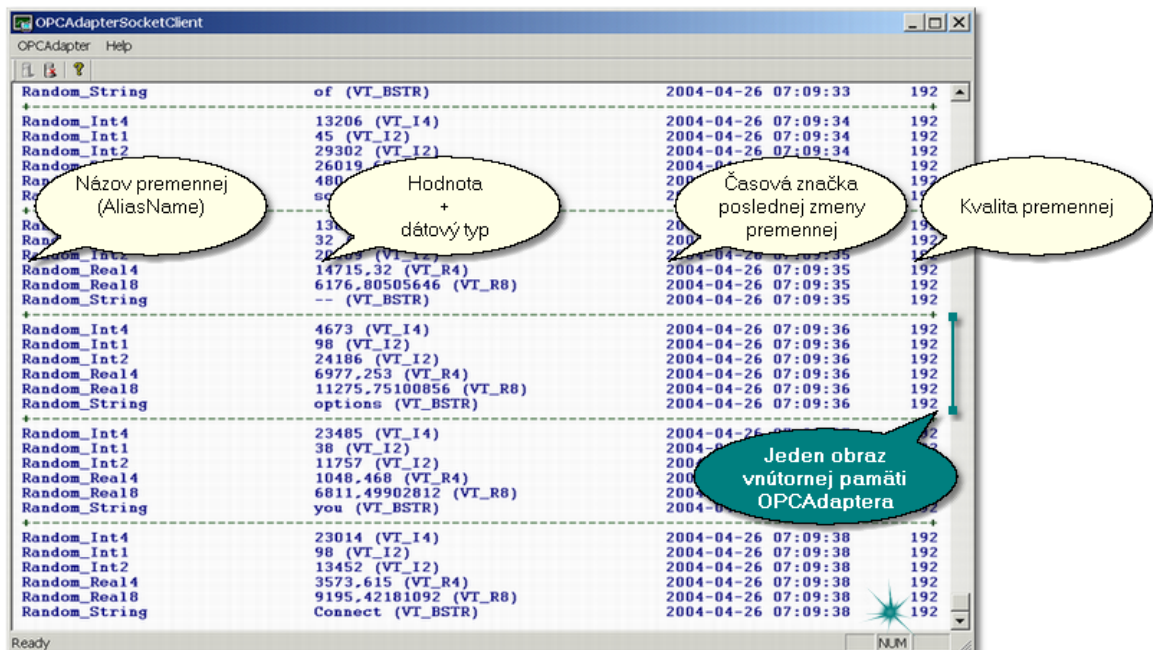 OPCAdapterSocketClient
OPCAdapter Help
Random_String of (VT_BSTR) 2004-04-26 07:09:33 192
Random_Int4 13206 (VT_I4) 2004-04-26 07:09:34 192
Random_Int1 45 (VT_I2) 2004-04-26 07:09:34 192
Random_Int2 29302 (VT_I2) 2004-04-26 07:09:34 192
Názov premennej
(AliasName)
Hodnota
+
dátový typ
Časová značka
poslednej zmeny
premennej
Kvalita premennej
Random_Real4 14715,32 (VT_R4) 2004-04-26 07:09:35 192
Random_Real8 6176,80505646 (VT_R8) 2004-04-26 07:09:35 192
Random_String -- (VT_BSTR) 2004-04-26 07:09:35 192
Random_Int4 4673 (VT_I4) 2004-04-26 07:09:36 192
Random_Int1 98 (VT_I2) 2004-04-26 07:09:36 192
Random_Int2 24186 (VT_I2) 2004-04-26 07:09:36 192
Random_Real4 6977,253 (VT_R4) 2004-04-26 07:09:36 192
Random_Real8 11275,75100856 (VT_R8) 2004-04-26 07:09:36 192
Random_String options (VT_BSTR) 2004-04-26 07:09:36 192
Random_Int4 23485 (VT_I4)
Random_Int1 38 (VT_I2)
Random_Int2 11757 (VT_I2)
Random_Real4 1048,468 (VT_R4)
Random_Real8 6811,49902812 (VT_R8)
Random_String you (VT_BSTR)
Jeden obraz
vnútornej pamäti
OPCAdaptera
Random_Int4 23014 (VT_I4) 2004-04-26 07:09:38 192
Random_Int1 98 (VT_I2) 2004-04-26 07:09:38 192
Random_Int2 13452 (VT_I2) 2004-04-26 07:09:38 192
Random_Real4 3573,615 (VT_R4) 2004-04-26 07:09:38 192
Random_Real8 9195,42181092 (VT_R8) 2004-04-26 07:09:38 192
Random_String Connect (VT_BSTR) 2004-04-26 07:09:38 192
Ready NUM